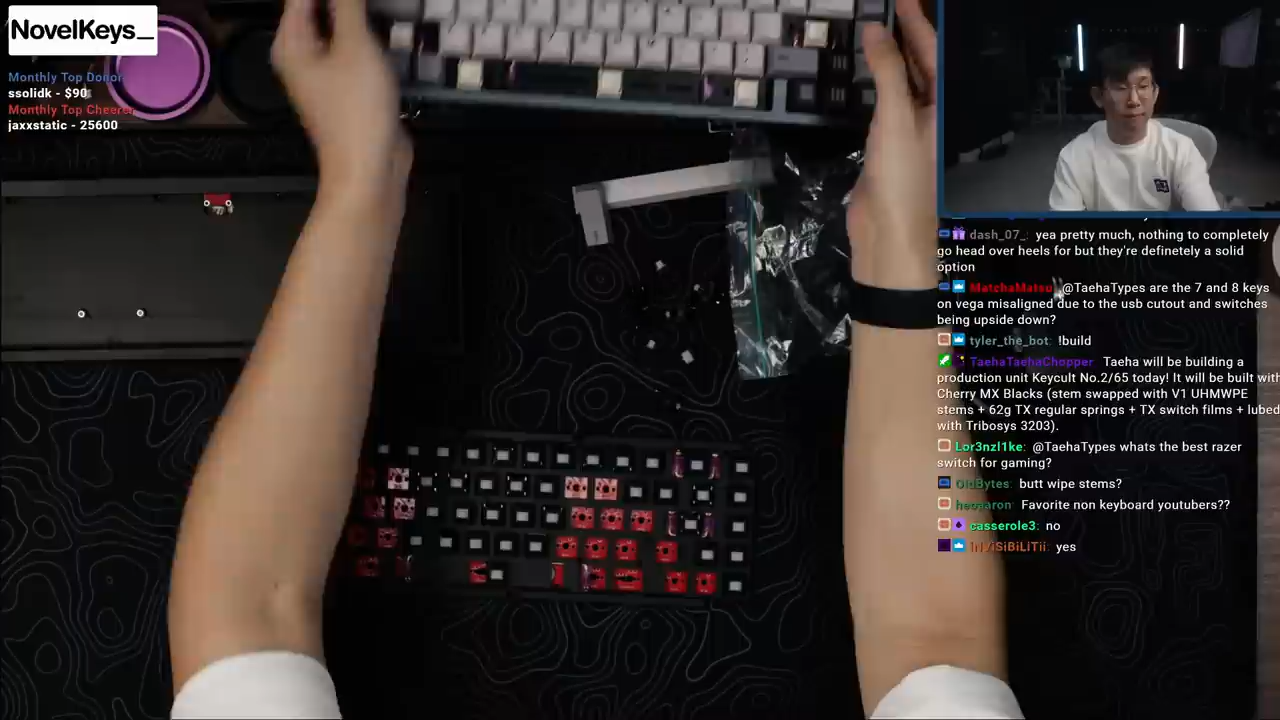 NovelKeys_
Monthly Top Donor
ssolidk - $90
Monthly Top Cheerer
jaxxstatic - 25600
dash_07_: yea pretty much, nothing to completely
go head over heels for but they're definetely a solid
option
MatchaMatsu: @TaehaTypes are the 7 and 8 keys
on vega misaligned due to the usb cutout and switches
being upside down?
tyler_the_bot: !build
TaehaTaehaChopper: Taeha will be building a
production unit Keycult No.2/65 today! It will be built with
Cherry MX Blacks (stem swapped with V1 UHMWPE
stems + 62g TX regular springs + TX switch films + lubed
with Tribosys 3203).
Lor3nzl1ke: @TaehaTypes whats the best razer
switch for gaming?
OldBytes: butt wipe stems?
Favorite non keyboard youtubers??
casserole3: no
iNViSiBiLiTii: yes